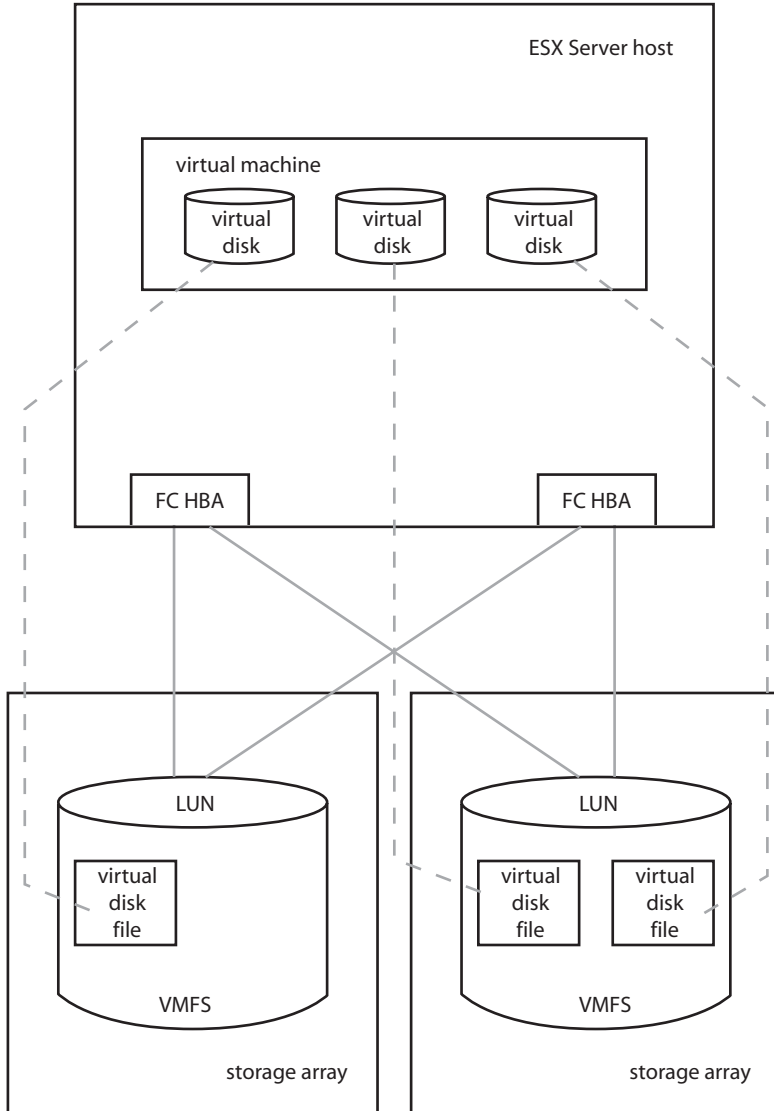 ESX Server host
virtual machine
virtual
disk
virtual
disk
virtual
disk
FC HBA
FC HBA
LUN
virtual
disk
file
VMFS
storage array
LUN
virtual
disk
file
virtual
disk
file
VMFS
storage array